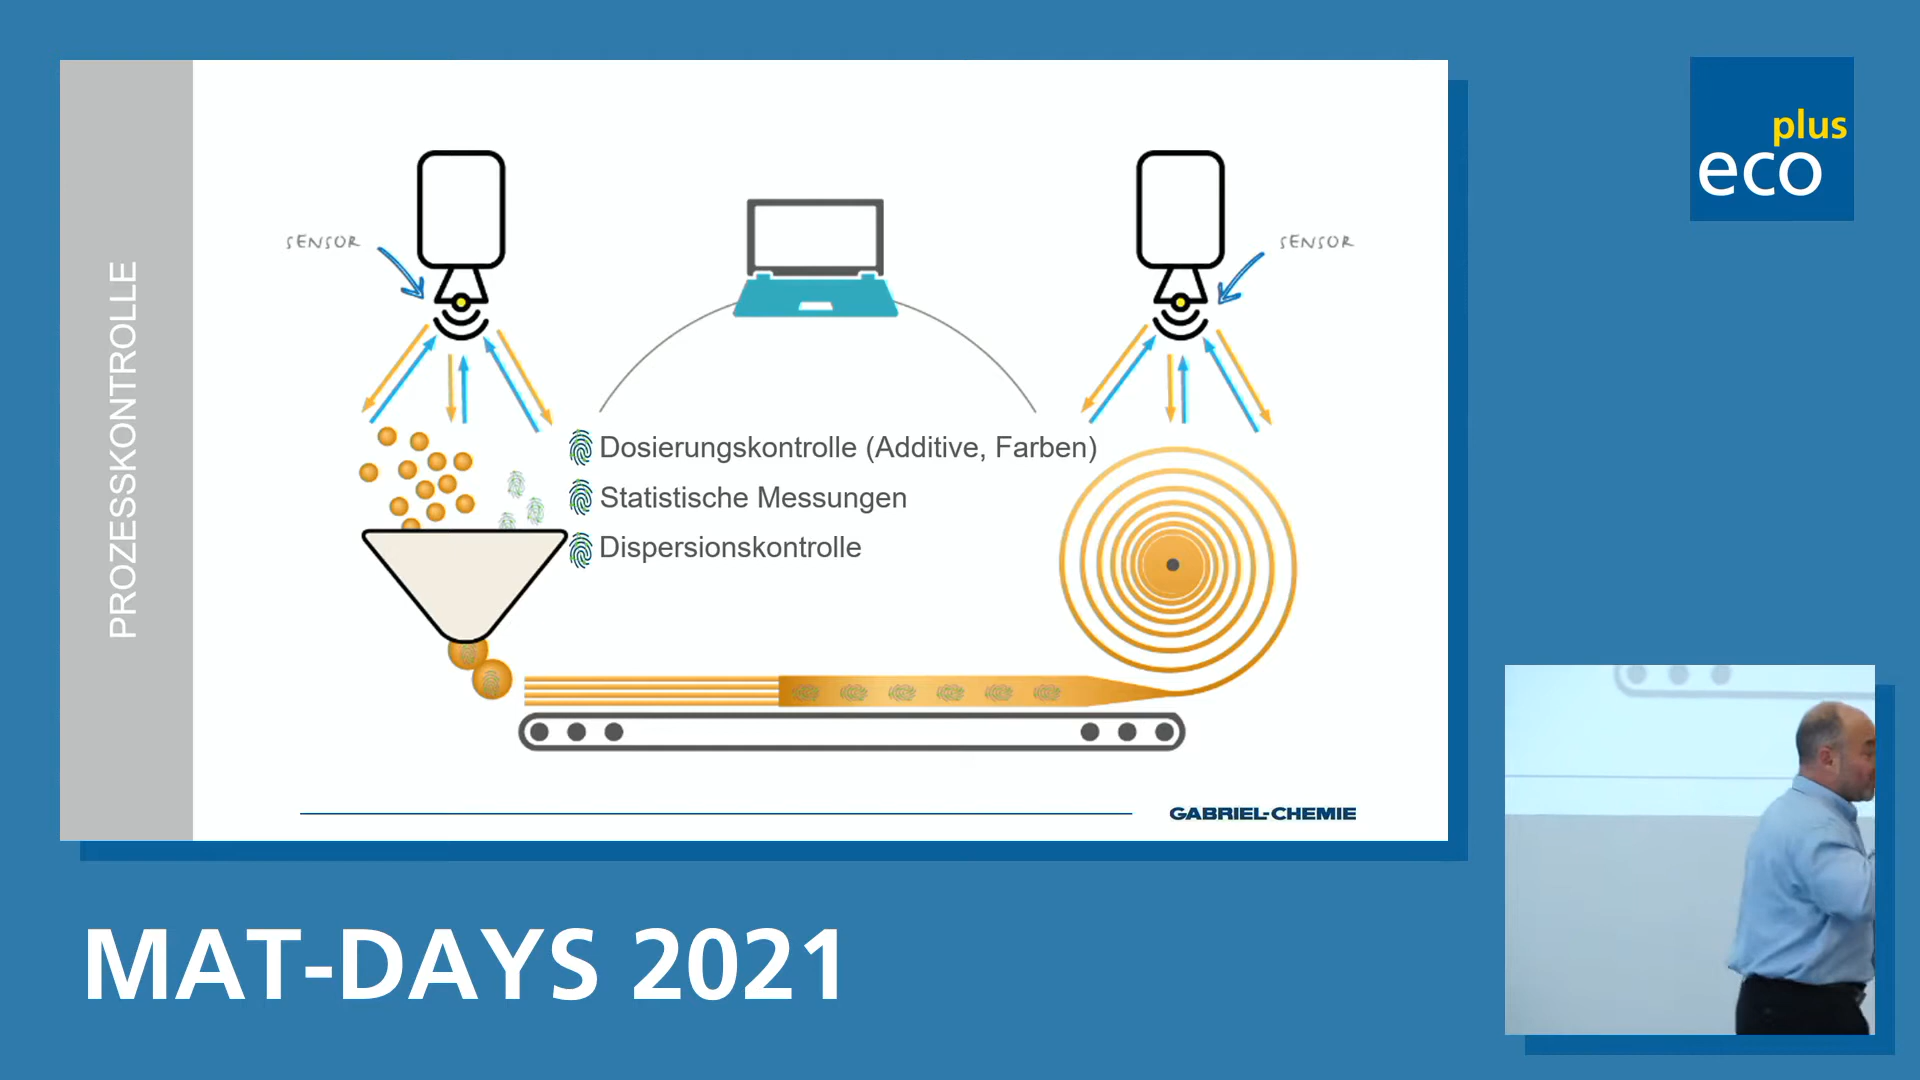 plus
eco
PROZESSKONTROLLE
SENSOR
SENSOR
Dosierungskontrolle (Additive, Farben)
Statistische Messungen
Dispersionskontrolle
GABRIEL-CHEMIE
MAT-DAYS 2021